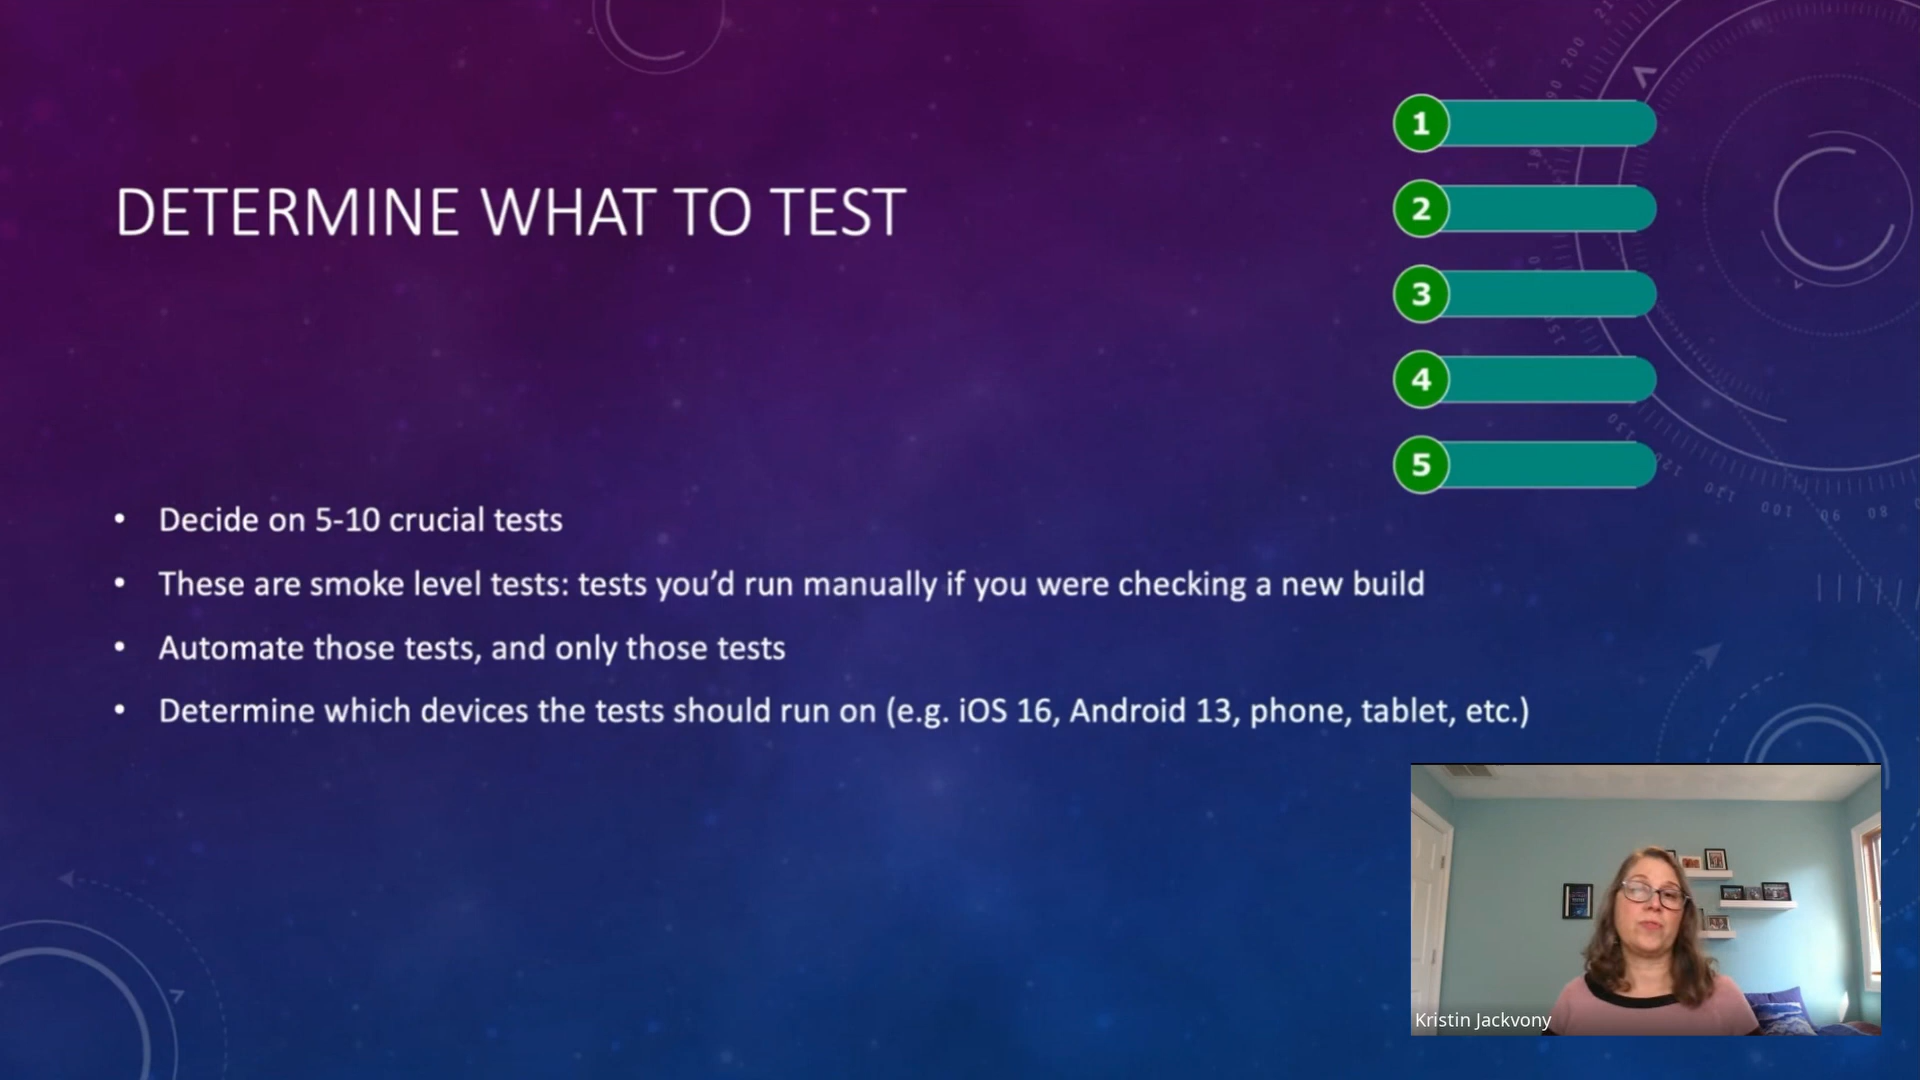 DETERMINE WHAT TO TEST
1
2
3
4
5
• Decide on 5-10 crucial tests
• These are smoke level tests: tests you’d run manually if you were checking a new build
• Automate those tests, and only those tests
• Determine which devices the tests should run on (e.g. iOS 16, Android 13, phone, tablet, etc.)
Kristin Jackvony